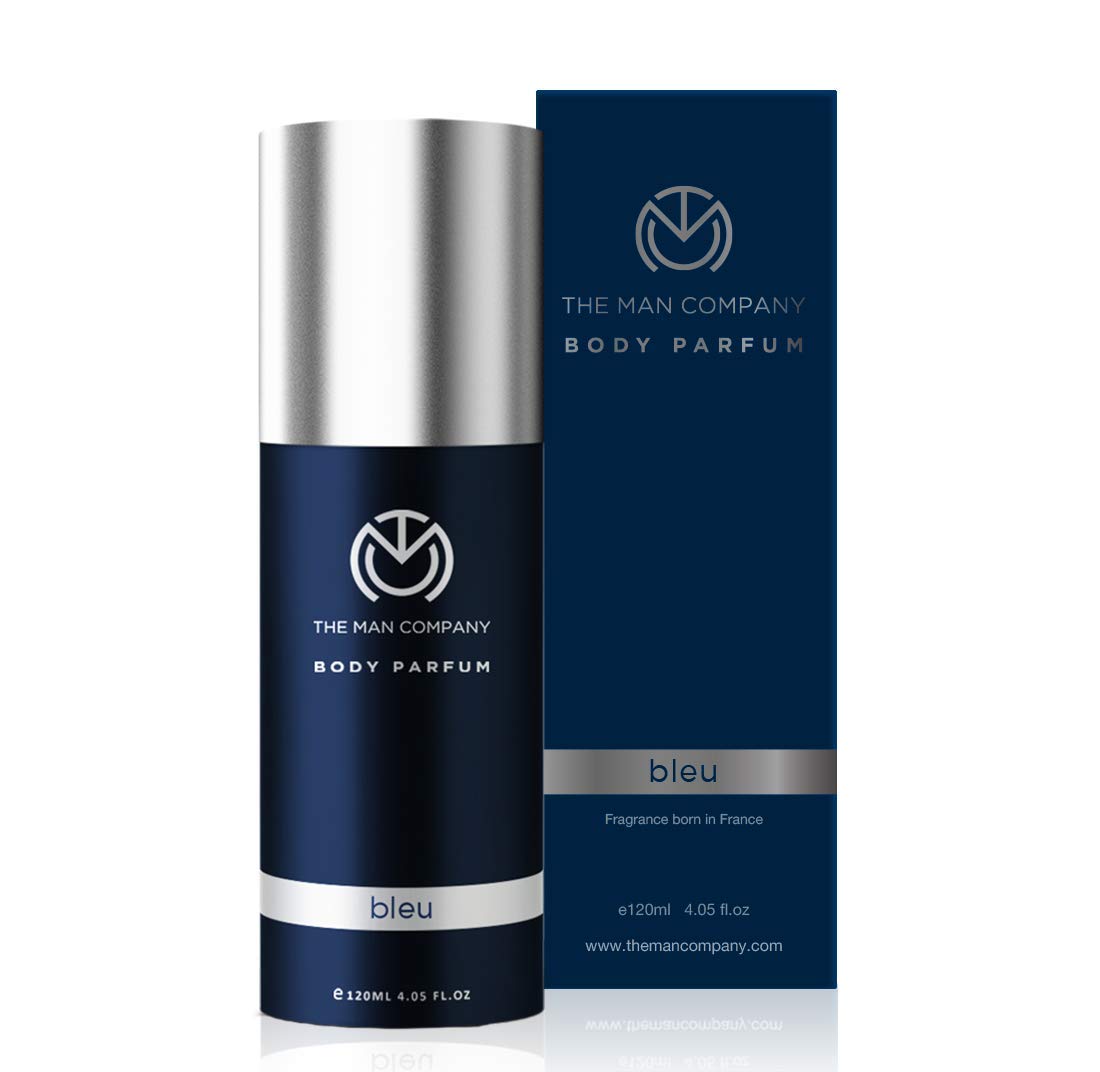 THE MAN COMPANY
BODY PARFUM
bleu
e120ML 4.05 FL.OZ
THE MAN COMPANY
BODY PARFUM
bleu
Fragrance born in France
e120ml 4.05 fl.oz
www.themancompany.com